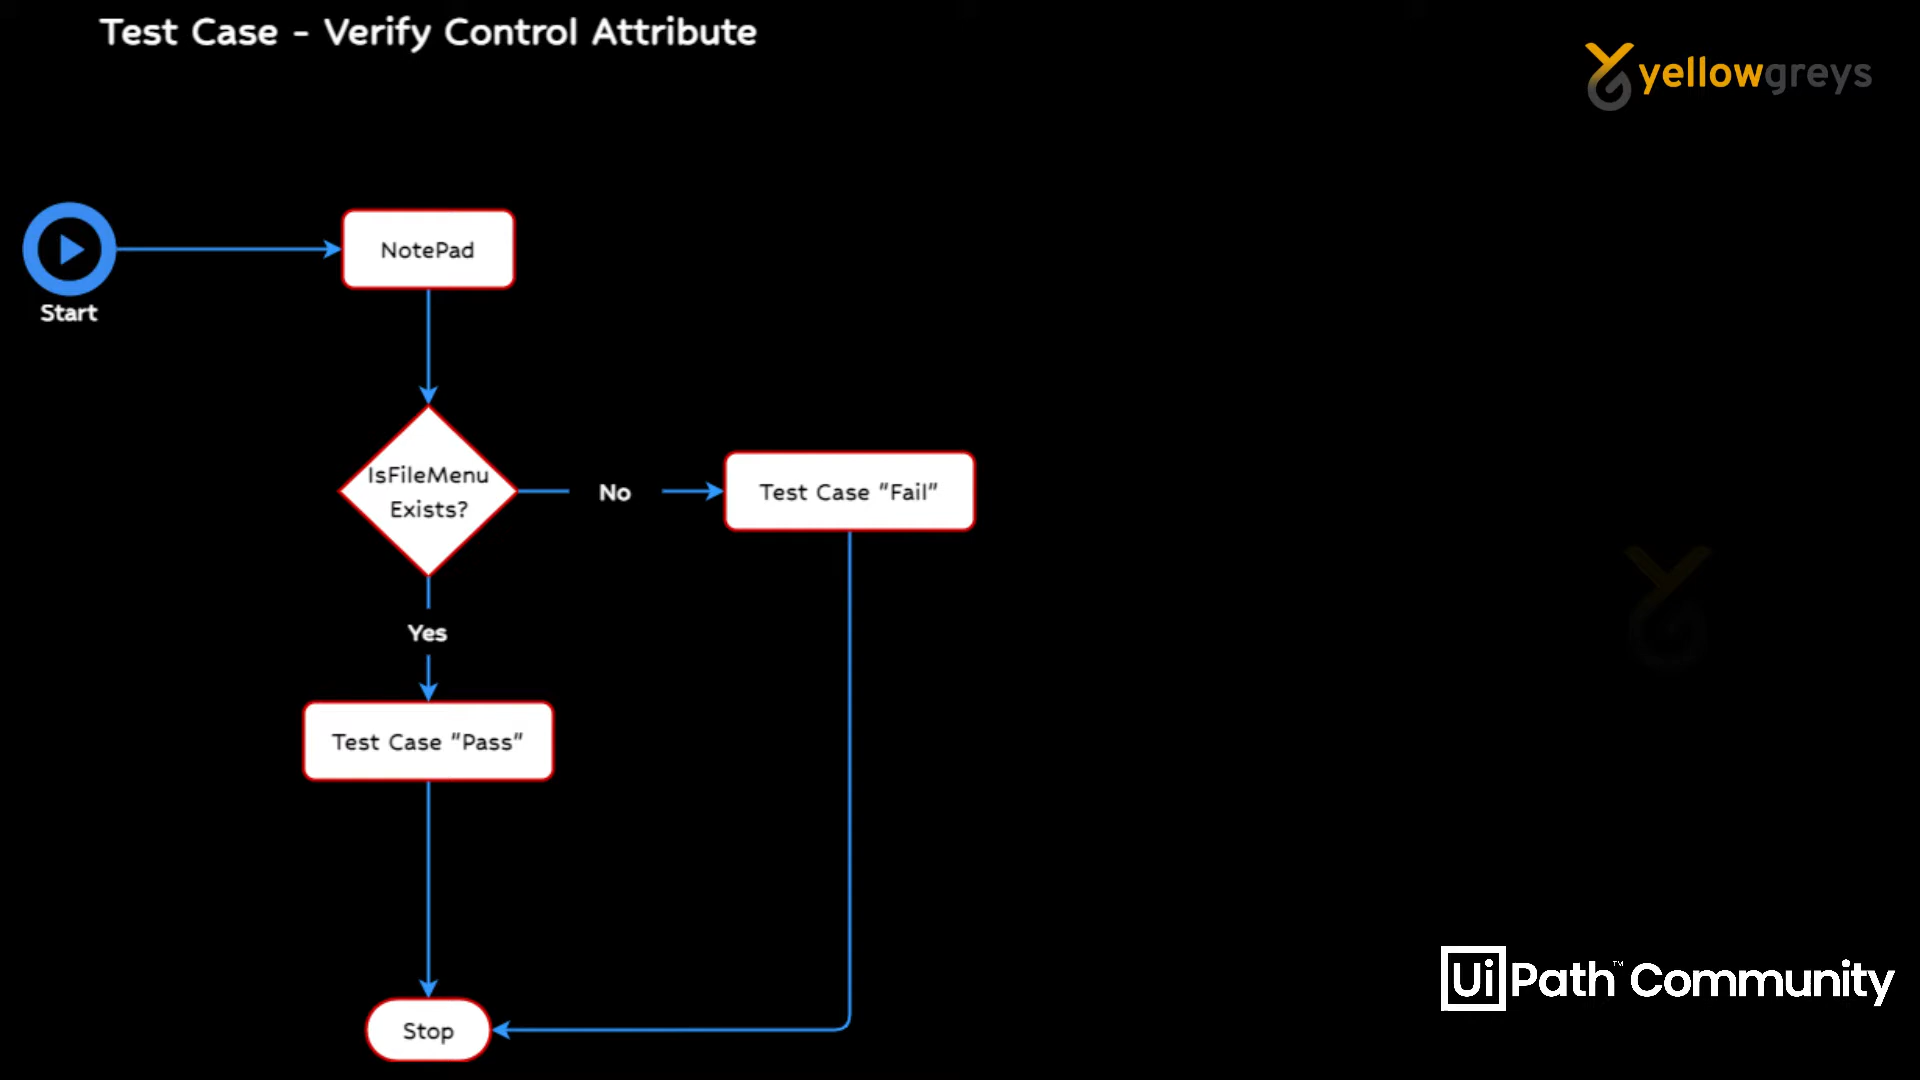 Test Case - Verify Control Attribute
yellowgreys
NotePad
Start
IsFileMenu
Exists?
No
Test Case "Fail"
Yes
Test Case "Pass"
Stop
UiPath™ Community